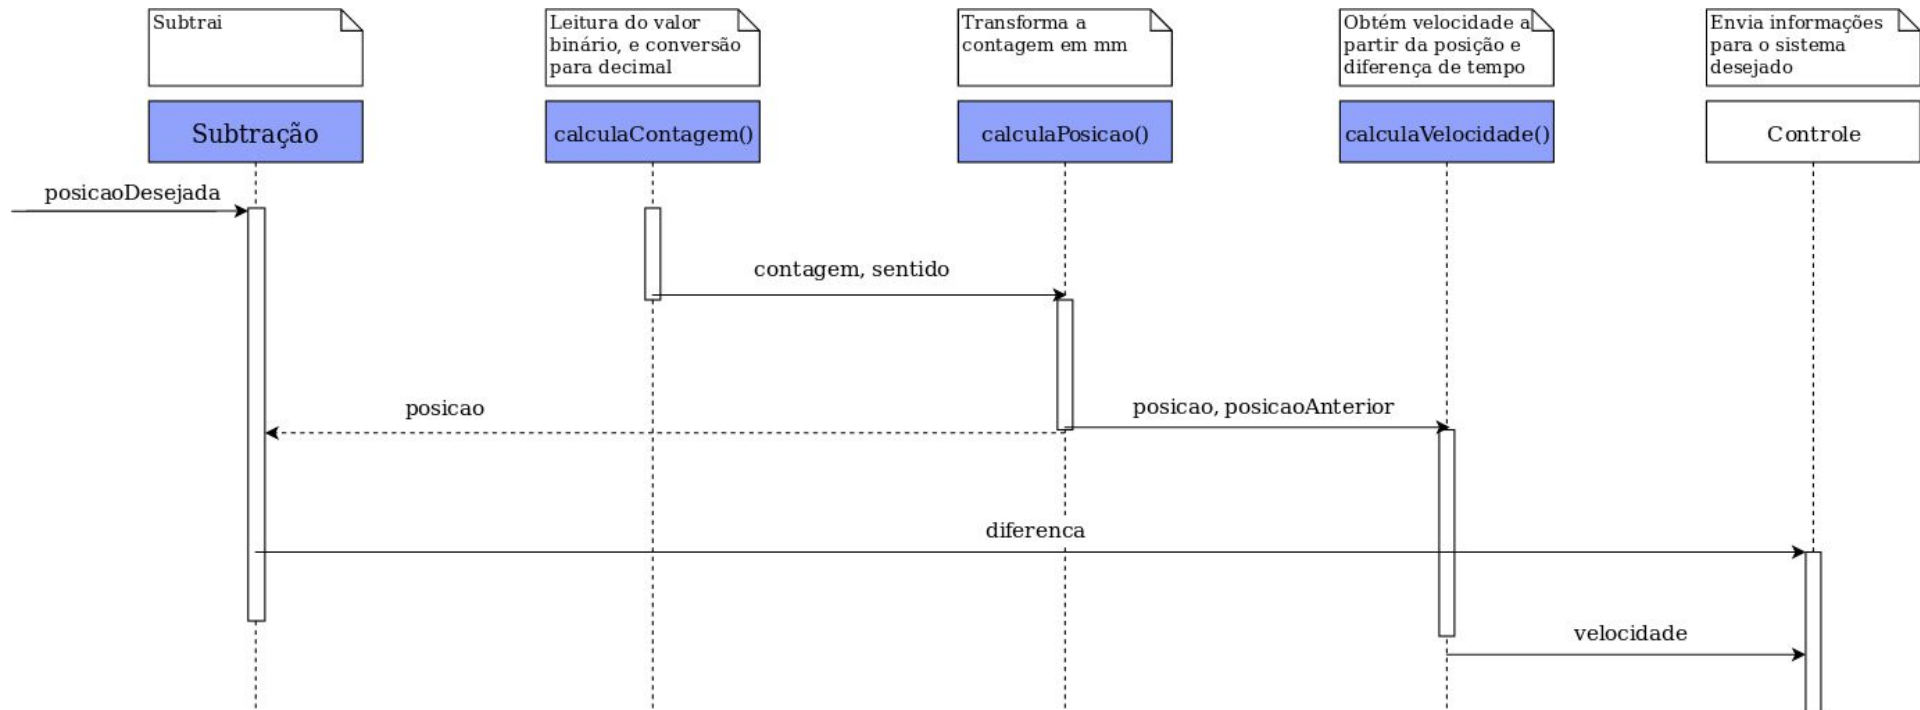 Subtrai
Leitura do valor
binário, e conversão
para decimal
Transforma a
contagem em mm
Obtém velocidade a
partir da posição e
diferença de tempo
Envia informações
para o sistema
desejado
Subtração
calculaContagem()
calculaPosicao()
calculaVelocidade()
Controle
posicaoDesejada
contagem, sentido
posicao
posicao, posicaoAnterior
diferenca
velocidade